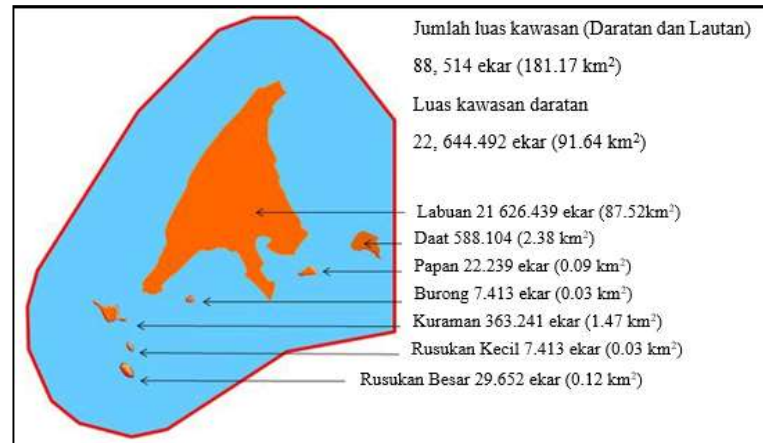 Jumlah luas kawasan (Daratan dan Lautan)
88, 514 ekar (181.17 km²)
Luas kawasan daratan
22, 644.492 ekar (91.64 km²)
Labuan 21 626.439 ekar (87.52km²)
Daat 588.104 (2.38 km²)
Papan 22.239 ekar (0.09 km²)
Burong 7.413 ekar (0.03 km²)
Kuraman 363.241 ekar (1.47 km²)
Rusukan Kecil 7.413 ekar (0.03 km²)
Rusukan Besar 29.652 ekar (0.12 km²)